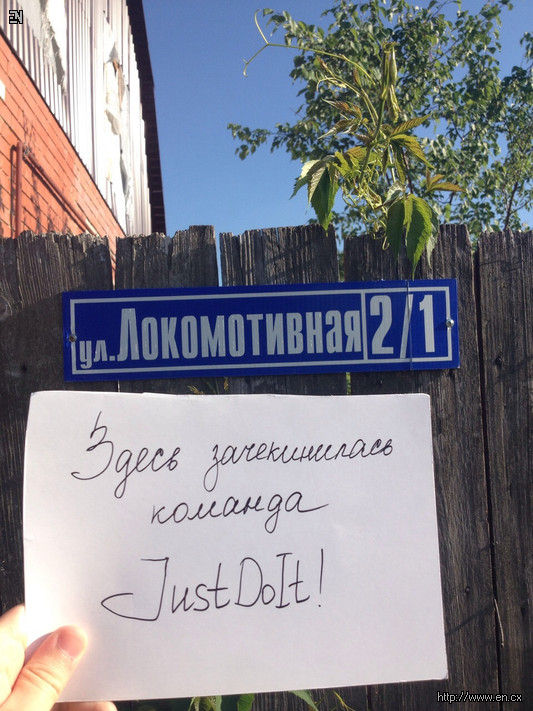 EN
ул. Локомотивная 2/1
Здесь зачекинилась
команда
JustDoIt!
http://www.en.cx